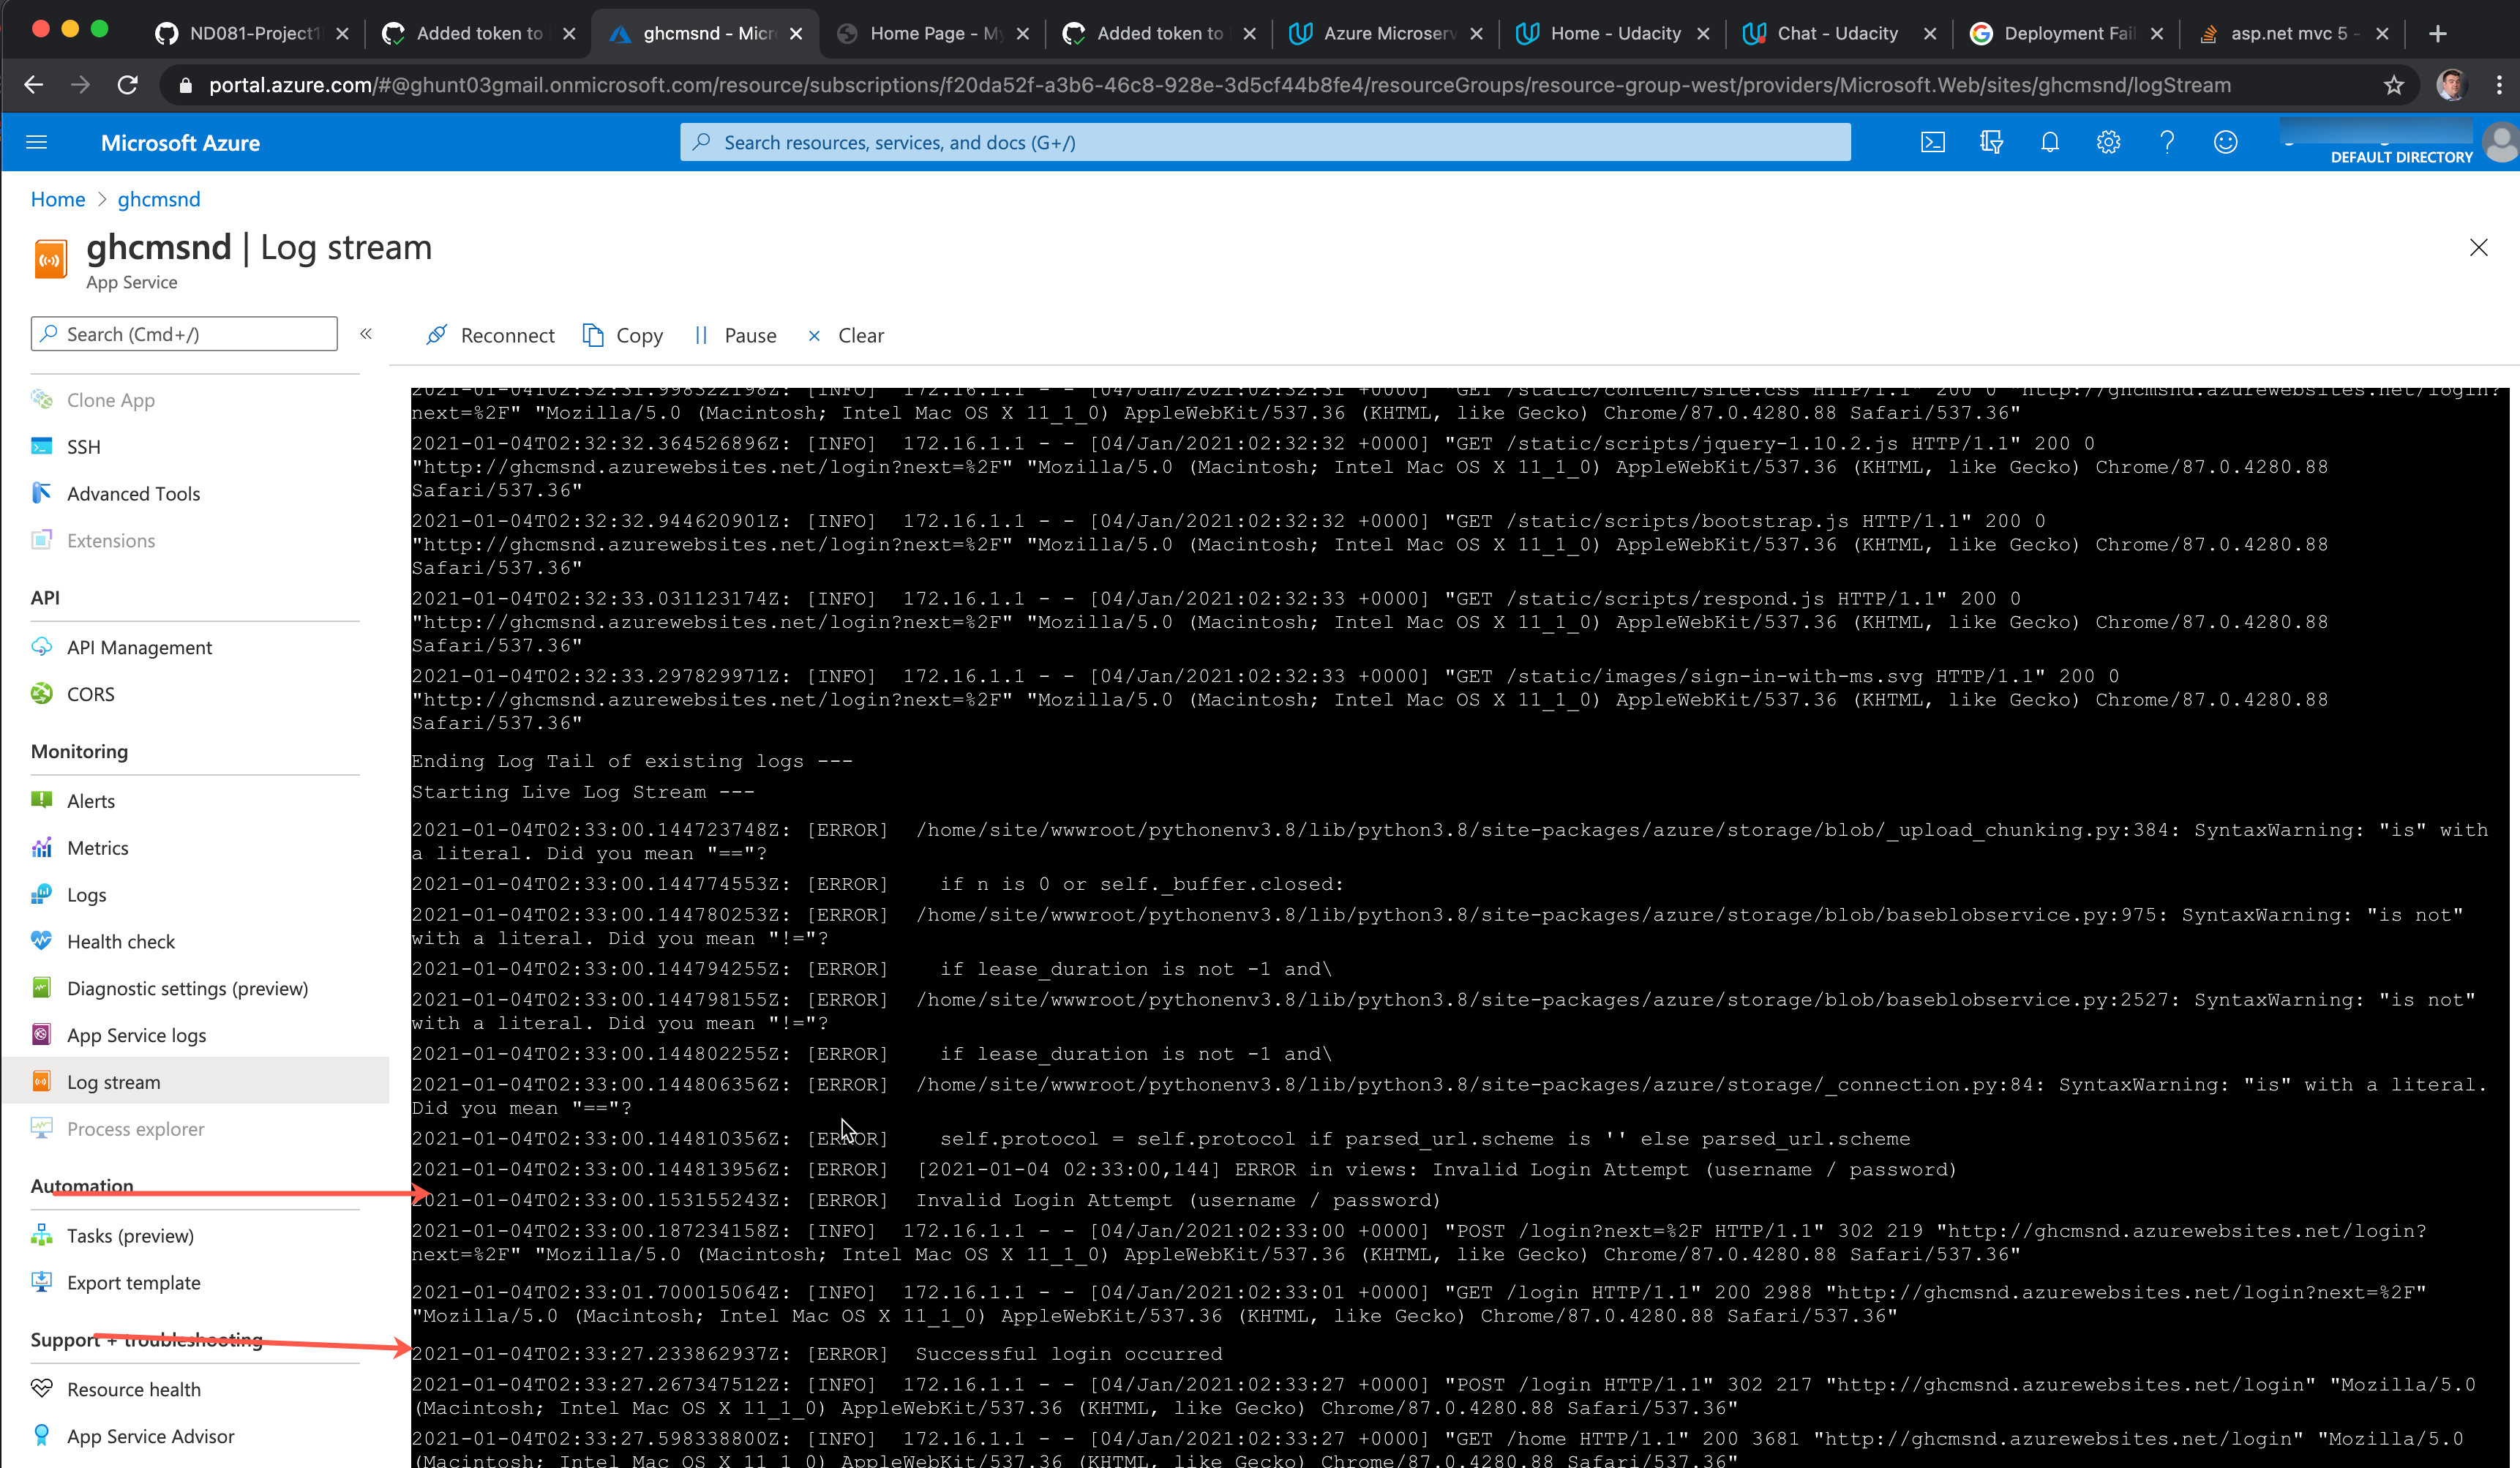 ND081-Project1
Added token to
ghcmsnd - Micr
Home Page - My
Added token to
Azure Microserv
Home - Udacity
Chat - Udacity
Deployment Fail
asp.net mvc 5 -
portal.azure.com/#@ghunt03gmail.onmicrosoft.com/resource/subscriptions/f20da52f-a3b6-46c8-928e-3d5cf44b8fe4/resourceGroups/resource-group-west/providers/Microsoft.Web/sites/ghcmsnd/logStream
Microsoft Azure
Search resources, services, and docs (G+/)
DEFAULT DIRECTORY
Home > ghcmsnd
ghcmsnd | Log stream
App Service
Search (Cmd+/)
«
Reconnect
Copy
Pause
Clear
Clone App
SSH
Advanced Tools
Extensions
API
API Management
CORS
Monitoring
Alerts
Metrics
Logs
Health check
Diagnostic settings (preview)
App Service logs
Log stream
Process explorer
Automation
Tasks (preview)
Export template
Support + troubleshooting
Resource health
App Service Advisor
2021-01-04T02:32:31.998322198Z: [INFO] 172.16.1.1 - - [04/Jan/2021:02:32:31 +0000] "GET /static/content/site.css HTTP/1.1" 200 0 "http://ghcmsnd.azurewebsites.net/login?
next=%2F" "Mozilla/5.0 (Macintosh; Intel Mac OS X 11_1_0) AppleWebKit/537.36 (KHTML, like Gecko) Chrome/87.0.4280.88 Safari/537.36"
2021-01-04T02:32:32.364526896Z: [INFO] 172.16.1.1 - - [04/Jan/2021:02:32:32 +0000] "GET /static/scripts/jquery-1.10.2.js HTTP/1.1" 200 0
"http://ghcmsnd.azurewebsites.net/login?next=%2F" "Mozilla/5.0 (Macintosh; Intel Mac OS X 11_1_0) AppleWebKit/537.36 (KHTML, like Gecko) Chrome/87.0.4280.88
Safari/537.36"
2021-01-04T02:32:32.944620901Z: [INFO] 172.16.1.1 - - [04/Jan/2021:02:32:32 +0000] "GET /static/scripts/bootstrap.js HTTP/1.1" 200 0
"http://ghcmsnd.azurewebsites.net/login?next=%2F" "Mozilla/5.0 (Macintosh; Intel Mac OS X 11_1_0) AppleWebKit/537.36 (KHTML, like Gecko) Chrome/87.0.4280.88
Safari/537.36"
2021-01-04T02:32:33.031123174Z: [INFO] 172.16.1.1 - - [04/Jan/2021:02:32:33 +0000] "GET /static/scripts/respond.js HTTP/1.1" 200 0
"http://ghcmsnd.azurewebsites.net/login?next=%2F" "Mozilla/5.0 (Macintosh; Intel Mac OS X 11_1_0) AppleWebKit/537.36 (KHTML, like Gecko) Chrome/87.0.4280.88
Safari/537.36"
2021-01-04T02:32:33.297829971Z: [INFO] 172.16.1.1 - - [04/Jan/2021:02:32:33 +0000] "GET /static/images/sign-in-with-ms.svg HTTP/1.1" 200 0
"http://ghcmsnd.azurewebsites.net/login?next=%2F" "Mozilla/5.0 (Macintosh; Intel Mac OS X 11_1_0) AppleWebKit/537.36 (KHTML, like Gecko) Chrome/87.0.4280.88
Safari/537.36"
Ending Log Tail of existing logs ---
Starting Live Log Stream ---
2021-01-04T02:33:00.144723748Z: [ERROR] /home/site/wwwroot/pythonenv3.8/lib/python3.8/site-packages/azure/storage/blob/_upload_chunking.py:384: SyntaxWarning: "is" with
a literal. Did you mean "=="?
2021-01-04T02:33:00.144774553Z: [ERROR] if n is 0 or self._buffer.closed:
2021-01-04T02:33:00.144780253Z: [ERROR] /home/site/wwwroot/pythonenv3.8/lib/python3.8/site-packages/azure/storage/blob/baseblobservice.py:975: SyntaxWarning: "is not"
with a literal. Did you mean "!="?
2021-01-04T02:33:00.144794255Z: [ERROR] if lease_duration is not -1 and\
2021-01-04T02:33:00.144798155Z: [ERROR] /home/site/wwwroot/pythonenv3.8/lib/python3.8/site-packages/azure/storage/blob/baseblobservice.py:2527: SyntaxWarning: "is not"
with a literal. Did you mean "!="?
2021-01-04T02:33:00.144802255Z: [ERROR] if lease_duration is not -1 and\
2021-01-04T02:33:00.144806356Z: [ERROR] /home/site/wwwroot/pythonenv3.8/lib/python3.8/site-packages/azure/storage/_connection.py:84: SyntaxWarning: "is" with a literal.
Did you mean "=="?
2021-01-04T02:33:00.144810356Z: [ERROR] self.protocol = self.protocol if parsed_url.scheme is '' else parsed_url.scheme
2021-01-04T02:33:00.144813956Z: [ERROR] [2021-01-04 02:33:00,144] ERROR in views: Invalid Login Attempt (username / password)
2021-01-04T02:33:00.153155243Z: [ERROR] Invalid Login Attempt (username / password)
2021-01-04T02:33:00.187234158Z: [INFO] 172.16.1.1 - - [04/Jan/2021:02:33:00 +0000] "POST /login?next=%2F HTTP/1.1" 302 219 "http://ghcmsnd.azurewebsites.net/login?
next=%2F" "Mozilla/5.0 (Macintosh; Intel Mac OS X 11_1_0) AppleWebKit/537.36 (KHTML, like Gecko) Chrome/87.0.4280.88 Safari/537.36"
2021-01-04T02:33:01.700015064Z: [INFO] 172.16.1.1 - - [04/Jan/2021:02:33:01 +0000] "GET /login HTTP/1.1" 200 2988 "http://ghcmsnd.azurewebsites.net/login?next=%2F"
"Mozilla/5.0 (Macintosh; Intel Mac OS X 11_1_0) AppleWebKit/537.36 (KHTML, like Gecko) Chrome/87.0.4280.88 Safari/537.36"
2021-01-04T02:33:27.233862937Z: [ERROR] Successful login occurred
2021-01-04T02:33:27.267347512Z: [INFO] 172.16.1.1 - - [04/Jan/2021:02:33:27 +0000] "POST /login HTTP/1.1" 302 217 "http://ghcmsnd.azurewebsites.net/login" "Mozilla/5.0
(Macintosh; Intel Mac OS X 11_1_0) AppleWebKit/537.36 (KHTML, like Gecko) Chrome/87.0.4280.88 Safari/537.36"
2021-01-04T02:33:27.598338800Z: [INFO] 172.16.1.1 - - [04/Jan/2021:02:33:27 +0000] "GET /home HTTP/1.1" 200 3681 "http://ghcmsnd.azurewebsites.net/login" "Mozilla/5.0
(Macintosh; Intel Mac OS X 11_1_0) AppleWebKit/537.36 (KHTML, like Gecko) Chrome/87.0.4280.88 Safari/537.36"